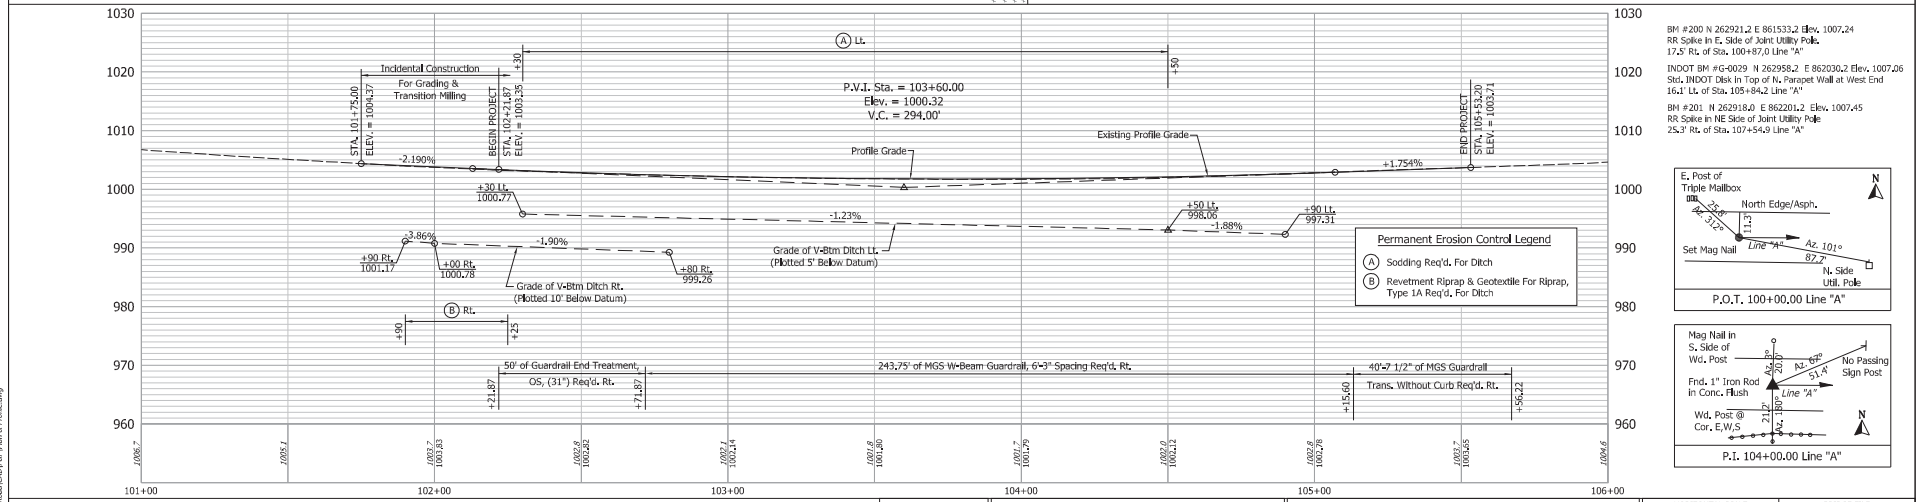 1030
1020
1010
1000
990
980
970
960
A Lt.
+30
+50
Incidental Construction
For Grading &
Transition Milling
STA. 101+75.00
ELEV. = 1004.37
BEGIN PROJECT
STA. 102+21.87
ELEV. = 1003.35
P.V.I. Sta. = 103+60.00
Elev. = 1000.32
V.C. = 294.00'
END PROJECT
STA. 105+53.20
ELEV. = 1003.71
Existing Profile Grade
Profile Grade
-2.190%
+1.754%
+30 Lt.
1000.77
-1.23%
+50 Lt.
998.06
-1.88%
+90 Lt.
997.31
-3.86%
-1.90%
+90 Rt.
1001.17
+00 Rt.
1000.78
+80 Rt.
999.26
Grade of V-Btm Ditch Lt.
(Plotted 5' Below Datum)
Grade of V-Btm Ditch Rt.
(Plotted 10' Below Datum)
B Rt.
+90
+25
Permanent Erosion Control Legend
A Sodding Req'd. For Ditch
B Revetment Riprap & Geotextile For Riprap,
Type 1A Req'd. For Ditch
50' of Guardrail End Treatment,
OS, (31") Req'd. Rt.
243.75' of MGS W-Beam Guardrail, 6'-3" Spacing Req'd. Rt.
40'-7 1/2" of MGS Guardrail
Trans. Without Curb Req'd. Rt.
+21.87
+71.87
+15.60
+56.22
1006.7
1005.1
1003.7
1003.83
1002.8
1002.82
1002.1
1002.14
1001.8
1001.80
1001.79
1002.0
1002.12
1002.8
1002.78
1003.7
1003.65
1004.6
101+00
102+00
103+00
104+00
105+00
106+00
1030
1020
1010
1000
990
980
970
960
BM #200 N 262921.2 E 861533.2 Elev. 1007.24
RR Spike in E. Side of Joint Utility Pole
17.5' Rt. of Sta. 100+87.0 Line "A"
INDOT BM #G-0029 N 262958.2 E 862030.2 Elev. 1007.06
Std. INDOT Disk in Top of N. Parapet Wall at West End
16.1' Lt. of Sta. 105+84.2 Line "A"
BM #201 N 262918.0 E 862201.2 Elev. 1007.45
RR Spike in NE Side of Joint Utility Pole
25.3' Rt. of Sta. 107+54.9 Line "A"
E. Post of
Triple Mailbox
N
25.8'
Az. 312°
North Edge/Asph.
11.3'
Line "A"
Az. 101°
87.2'
Set Mag Nail
N. Side
Util. Pole
P.O.T. 100+00.00 Line "A"
Mag Nail in
S. Side of
Wd. Post
Az. 3°
20.0'
Az. 62°
51.4'
No Passing
Sign Post
Fnd. 1" Iron Rod
in Conc. Flush
Line "A"
21.2'
Az. 180°
Wd. Post @
Cor. E,W,S
N
P.I. 104+00.00 Line "A"